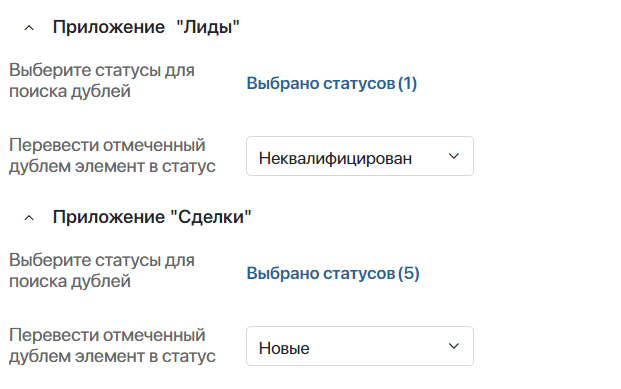 Приложение "Лиды"
Выберите статусы для
поиска дублей
Выбрано статусов (1)
Перевести отмеченный
дублем элемент в статус
Неквалифицирован
Приложение "Сделки"
Выберите статусы для
поиска дублей
Выбрано статусов (5)
Перевести отмеченный
дублем элемент в статус
Новые